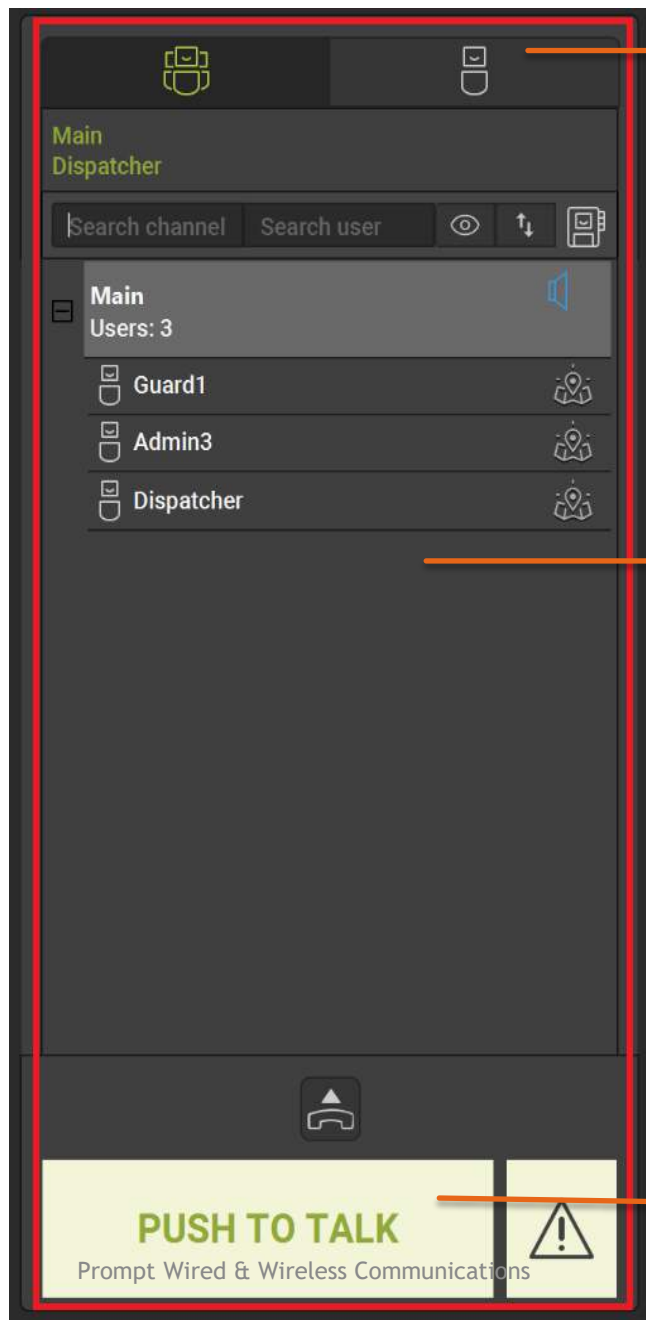 Main
Dispatcher
Search channel Search user
Main
Users: 3
Guard1
Admin3
Dispatcher
PUSH TO TALK
Prompt Wired & Wireless Communications